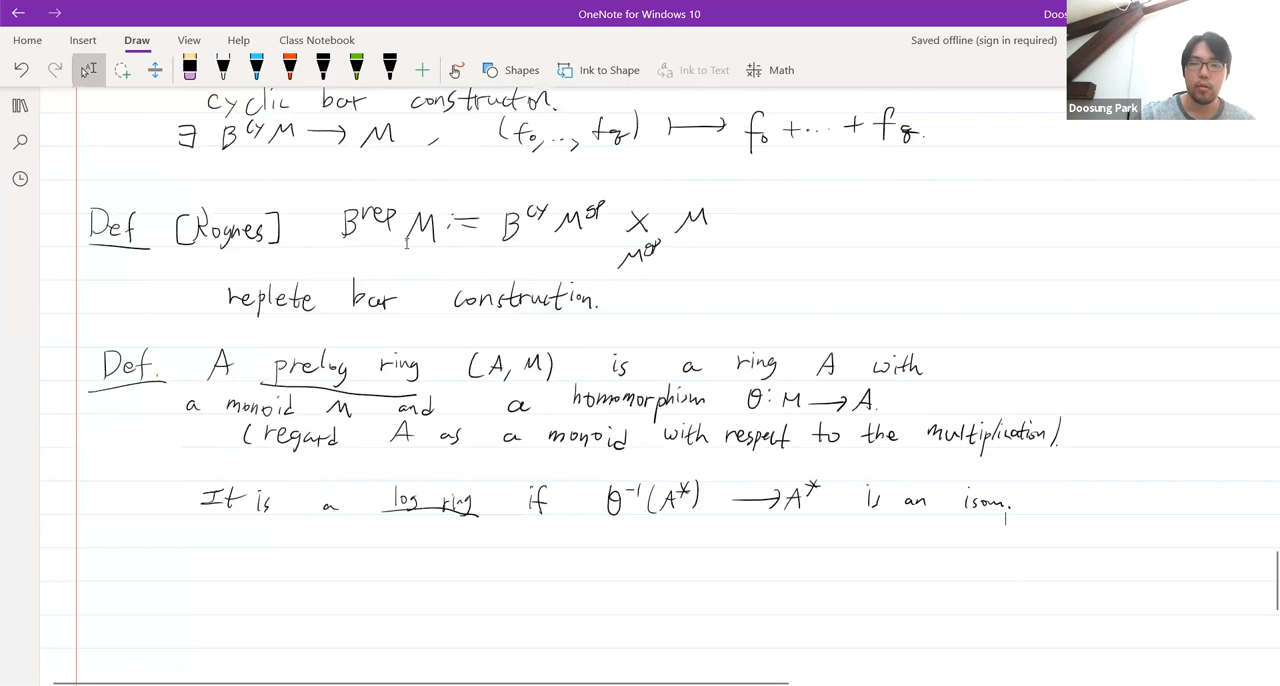 OneNote for Windows 10
Doos
Home Insert Draw View Help Class Notebook
Saved offline (sign in required)
Shapes Ink to Shape Ink to Text Math
Doosung Park
cyclic bar constructor.
∃ B^{cy} M → M , (f_0, ..., f_q) ↦ f_0 + ... + f_q.
Def [Rognes] B^{rep} M := B^{cy} M^{gp} ×_{M^{gp}} M
replete bar construction.
Def. A prelog ring (A, M) is a ring A with
a monoid M and a homomorphism θ: M → A.
(regard A as a monoid with respect to the multiplication)
It is a log ring if θ^{-1}(A^*) → A^* is an isom.